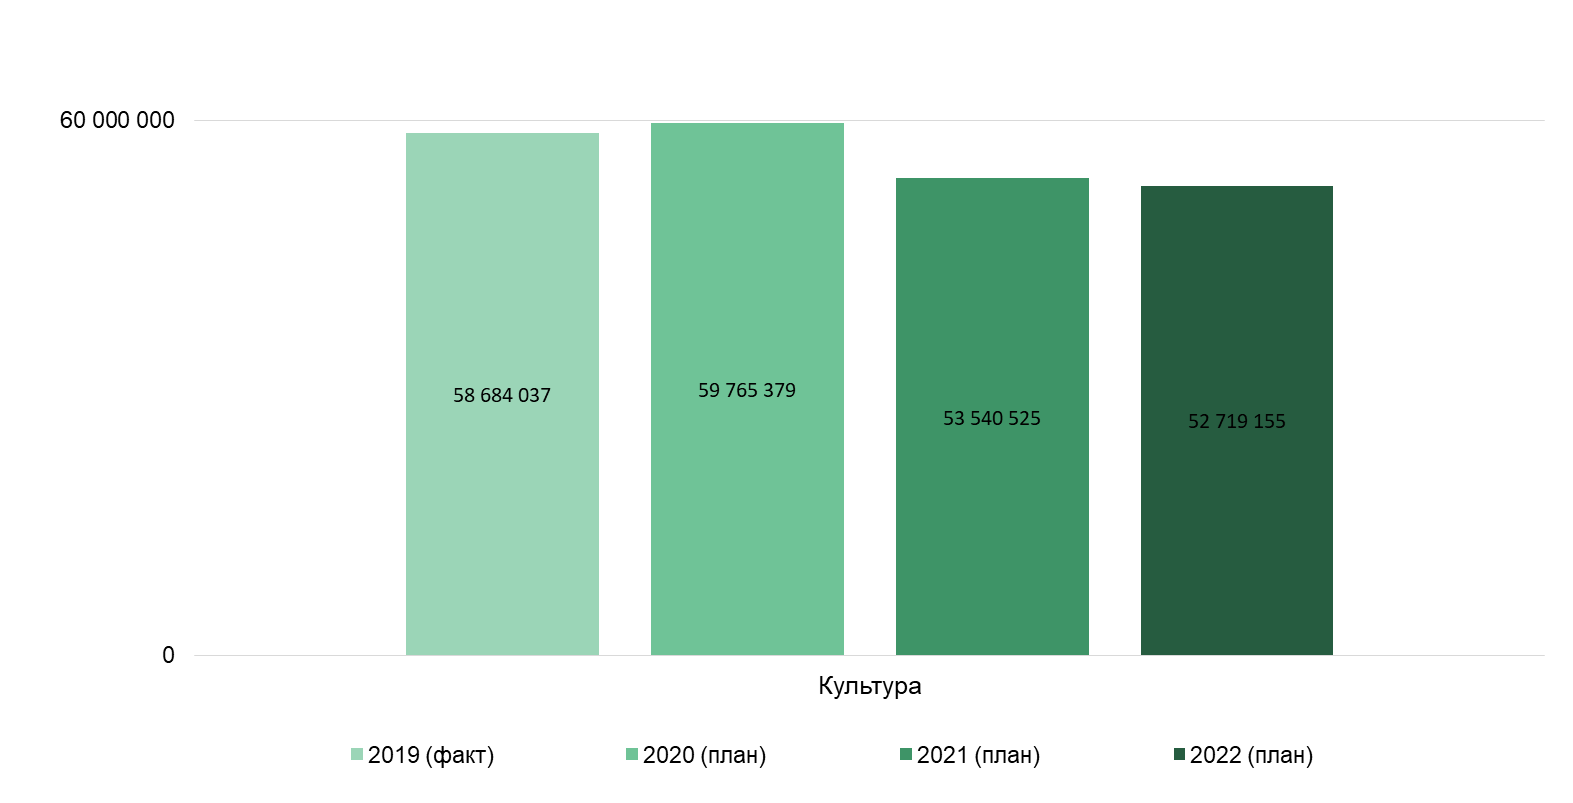 60 000 000
58 684 037
59 765 379
53 540 525
52 719 155
0
Культура
2019 (факт)
2020 (план)
2021 (план)
2022 (план)